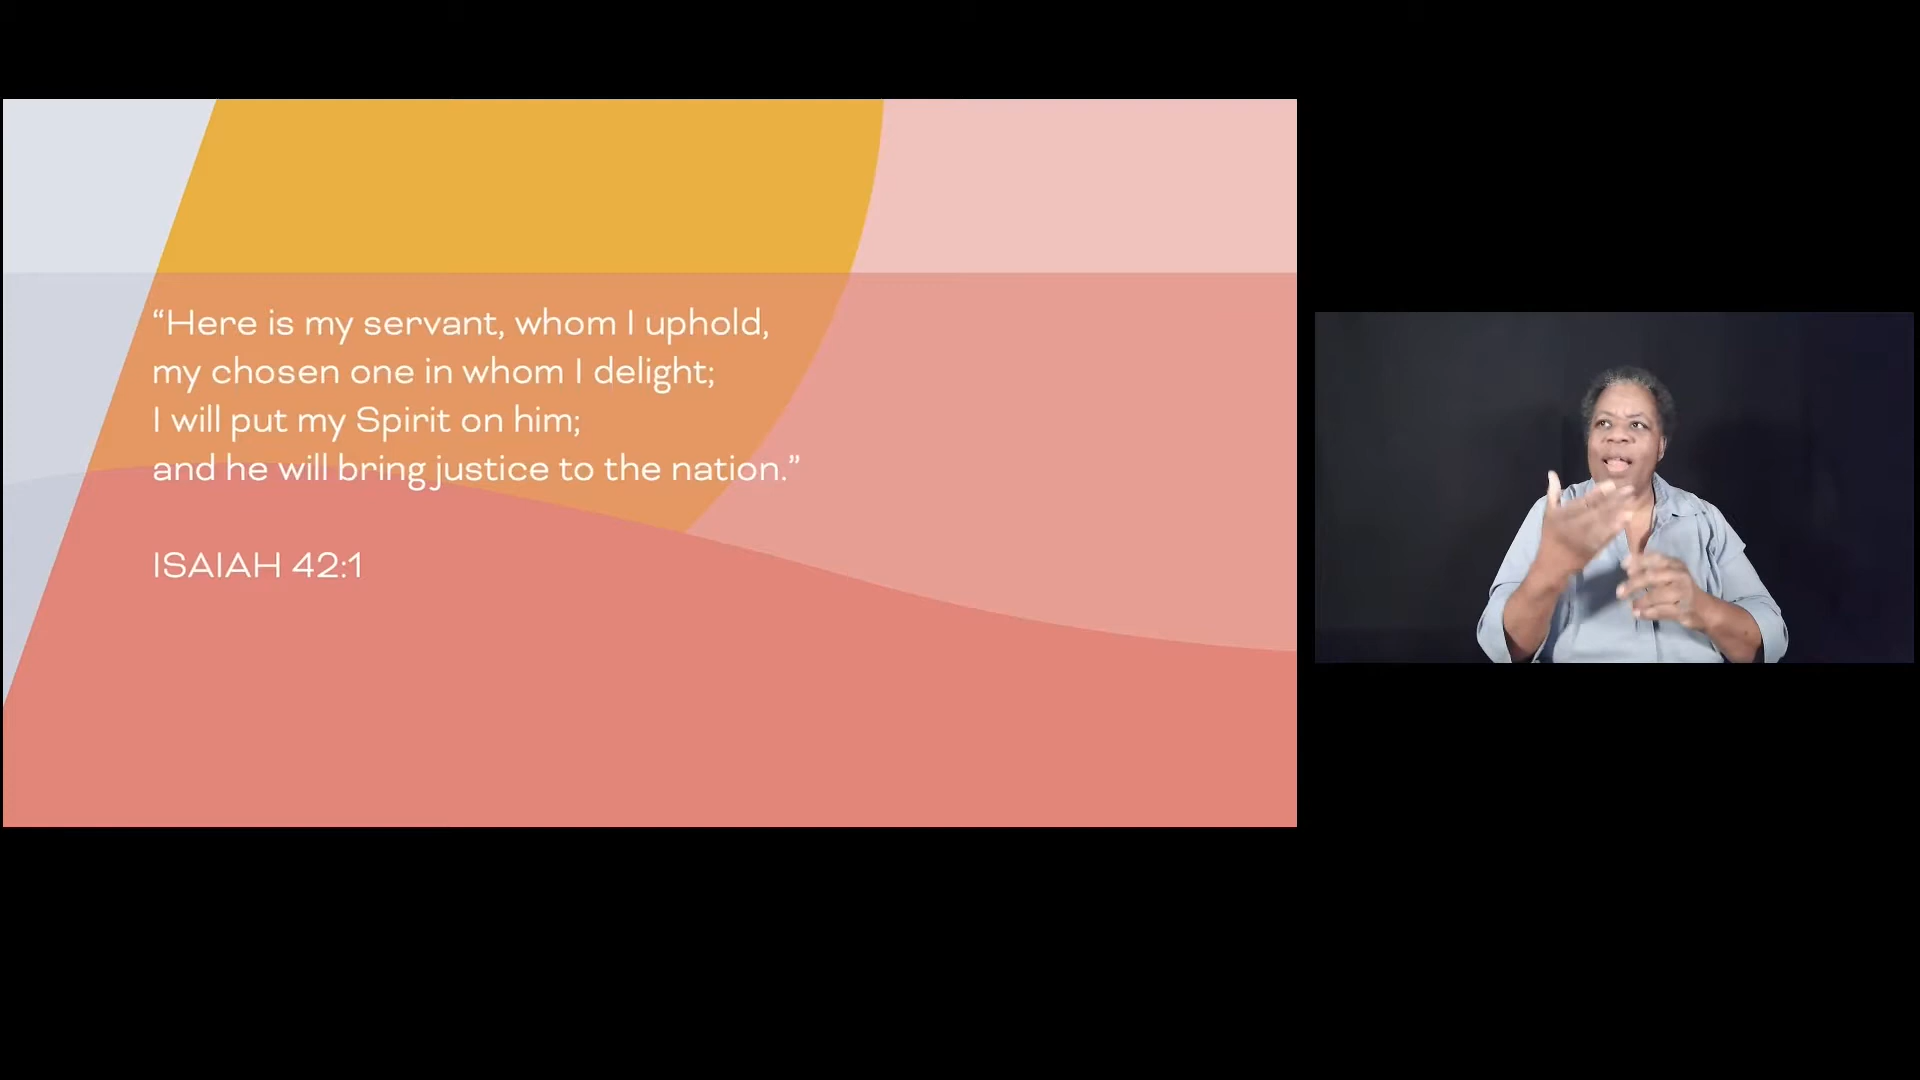 “Here is my servant, whom I uphold,
my chosen one in whom I delight;
I will put my Spirit on him;
and he will bring justice to the nation.”
ISAIAH 42:1